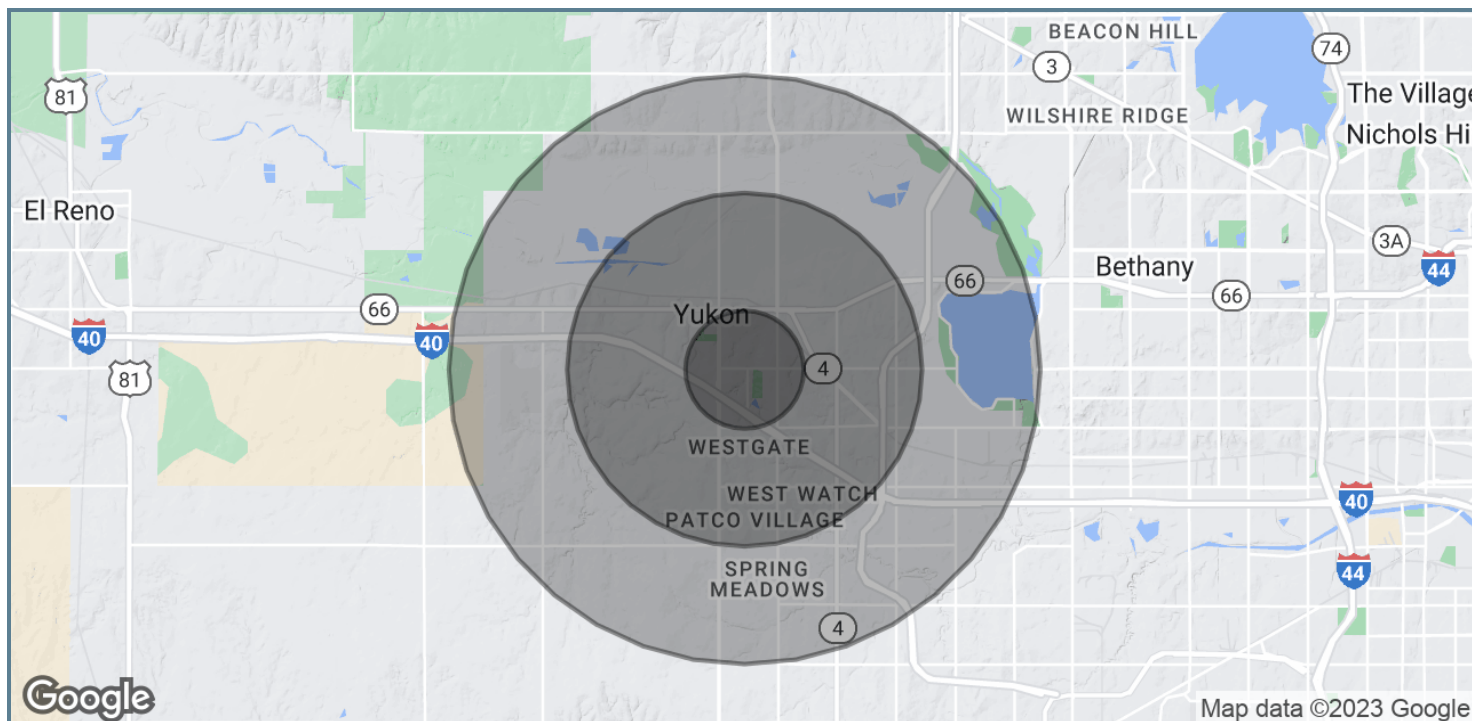 BEACON HILL
74
3
81
The Village
WILSHIRE RIDGE
Nichols Hi
El Reno
3A
44
Bethany
66
66
66
Yukon
40
40
81
4
WESTGATE
WEST WATCH
40
PATCO VILLAGE
SPRING
MEADOWS
44
4
Google
Map data ©2023 Google